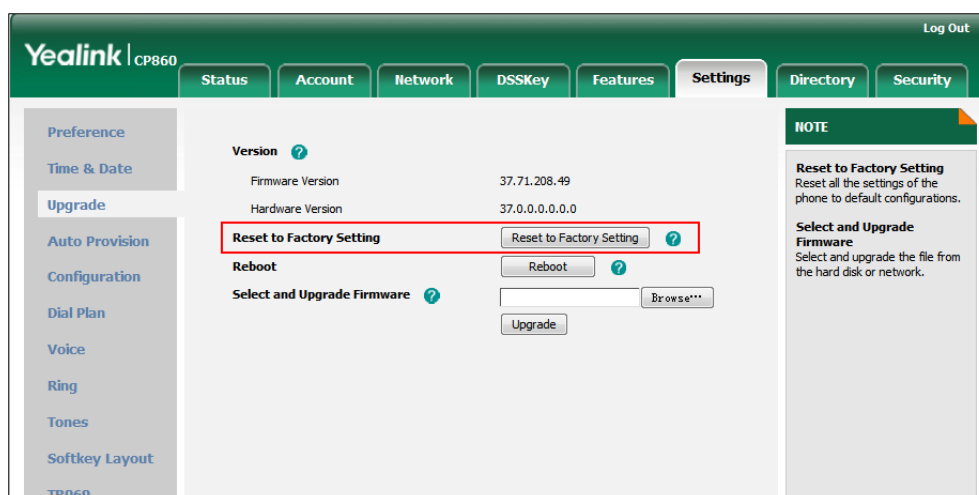 Log Out
Yealink CP860
Status Account Network DSSKey Features Settings Directory Security
Preference
Time & Date
Upgrade
Auto Provision
Configuration
Dial Plan
Voice
Ring
Tones
Softkey Layout
TR069
Version ?
Firmware Version 37.71.208.49
Hardware Version 37.0.0.0.0.0.0
Reset to Factory Setting Reset to Factory Setting ?
Reboot Reboot ?
Select and Upgrade Firmware ? Browse...
Upgrade
NOTE
Reset to Factory Setting
Reset all the settings of the
phone to default configurations.
Select and Upgrade
Firmware
Select and upgrade the file from
the hard disk or network.